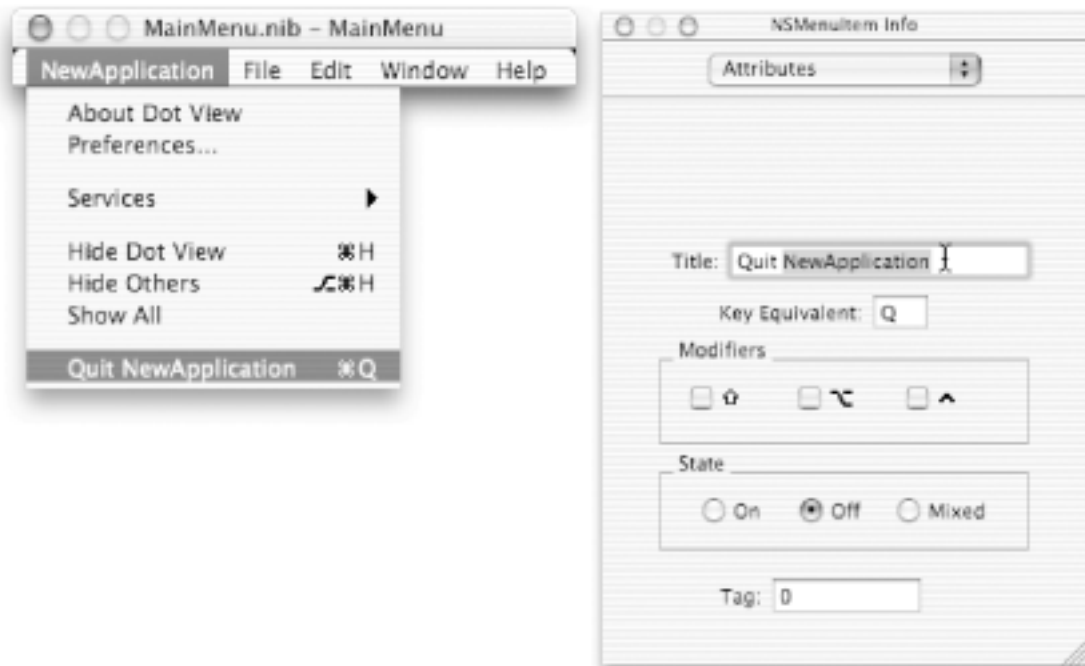 MainMenu.nib – MainMenu
NewApplication File Edit Window Help
About Dot View
Preferences...
Services
Hide Dot View ⌘H
Hide Others ⌥⌘H
Show All
Quit NewApplication ⌘Q
NSMenuItem Info
Attributes
Title: Quit NewApplication
Key Equivalent: Q
Modifiers
⇧ ⌥ ^
State
On Off Mixed
Tag: 0